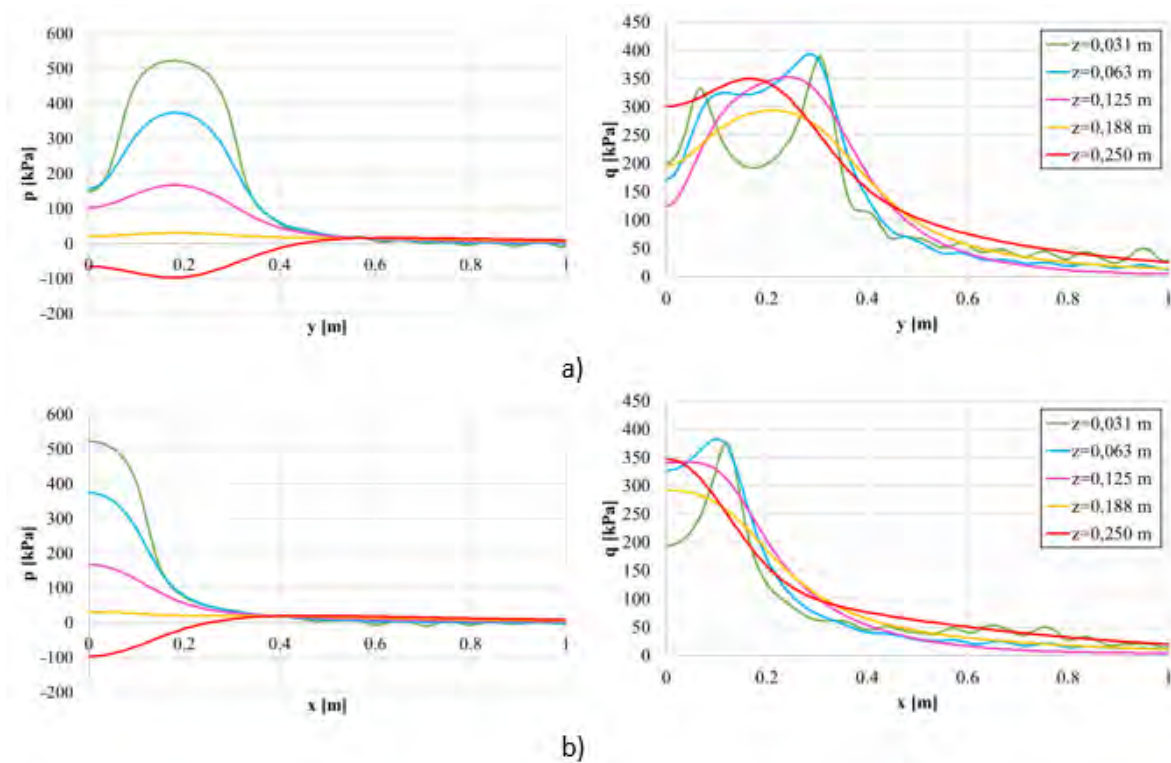 600
500
400
300
200
100
0
-100
-200
p [kPa]
0 0.2 0.4 0.6 0.8 1
y [m]
450
400
350
300
250
200
150
100
50
0
q [kPa]
0 0.2 0.4 0.6 0.8 1
y [m]
z=0,031 m
z=0,063 m
z=0,125 m
z=0,188 m
z=0,250 m
a)
600
500
400
300
200
100
0
-100
-200
p [kPa]
0 0.2 0.4 0.6 0.8 1
x [m]
450
400
350
300
250
200
150
100
50
0
q [kPa]
0 0.2 0.4 0.6 0.8 1
x [m]
z=0,031 m
z=0,063 m
z=0,125 m
z=0,188 m
z=0,250 m
b)